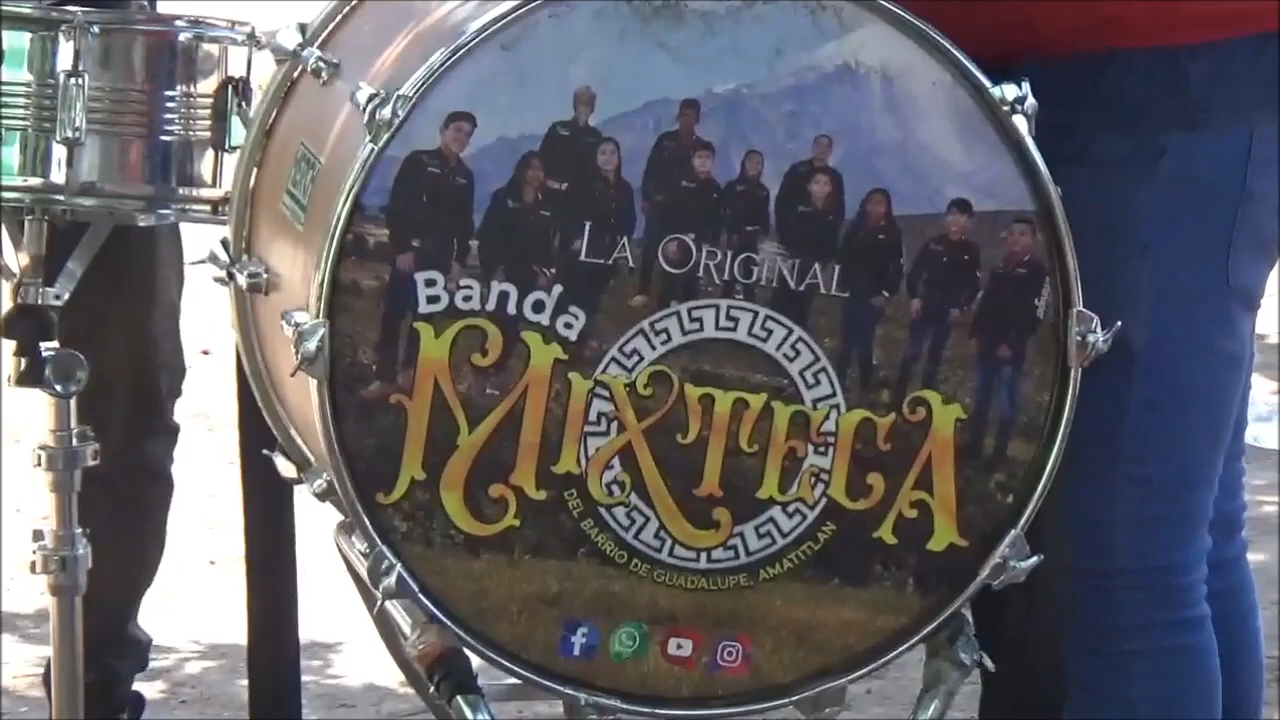 LA ORIGINAL
Banda
MIXTECA
DEL BARRIO DE GUADALUPE, AMATITLAN